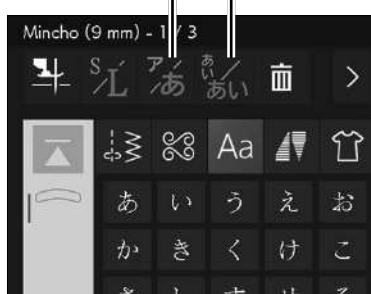 Mincho (9 mm) - 1 / 3
S/L ア/あ あい/あい >
Aa
あ い う え お
か き く け こ